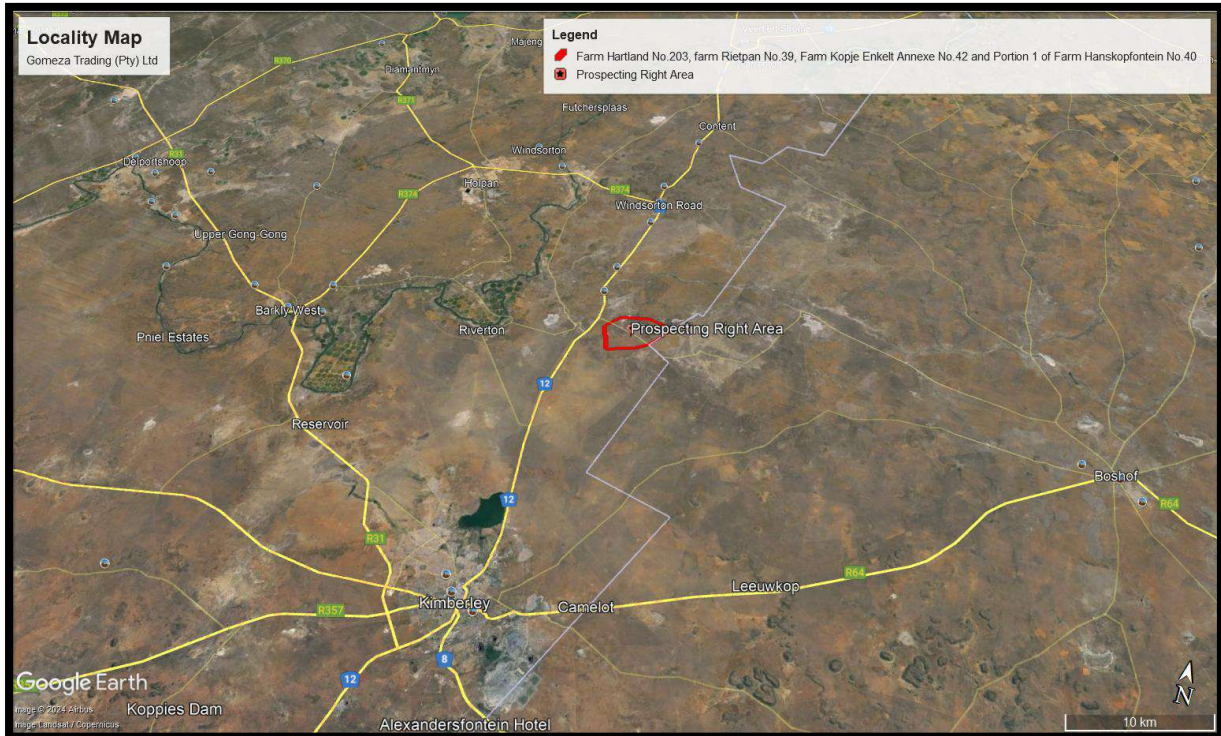 Locality Map
Gomeza Trading (Pty) Ltd
Legend
Farm Hartland No.203, farm Rietpan No.39, Farm Kopje Enkelt Annexe No.42 and Portion 1 of Farm Hanskopfontein No.40
Prospecting Right Area
R370
Majeng
Diamantmyn
R371
Futchersplaas
Content
Windsorton
R31
Delportshoop
Holpan
R374
R374
Windsorton Road
Upper Gong-Gong
Barkly West
Riverton
Prospecting Right Area
Pniel Estates
12
Reservoir
Boshof
12
R64
R31
R64
Leeuwkop
Kimberley
Camelot
R357
8
12
Google Earth
Image © 2024 Airbus
Image Landsat / Copernicus
Koppies Dam
Alexandersfontein Hotel
N
10 km